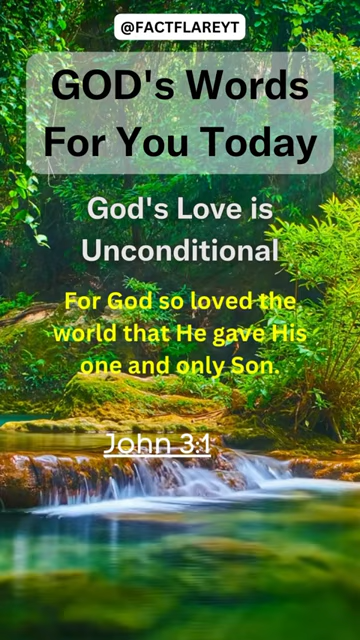 @FACTFLAREYT
GOD's Words
For You Today
God's Love is
Unconditional
For God so loved the
world that He gave His
one and only Son.
John 3:1